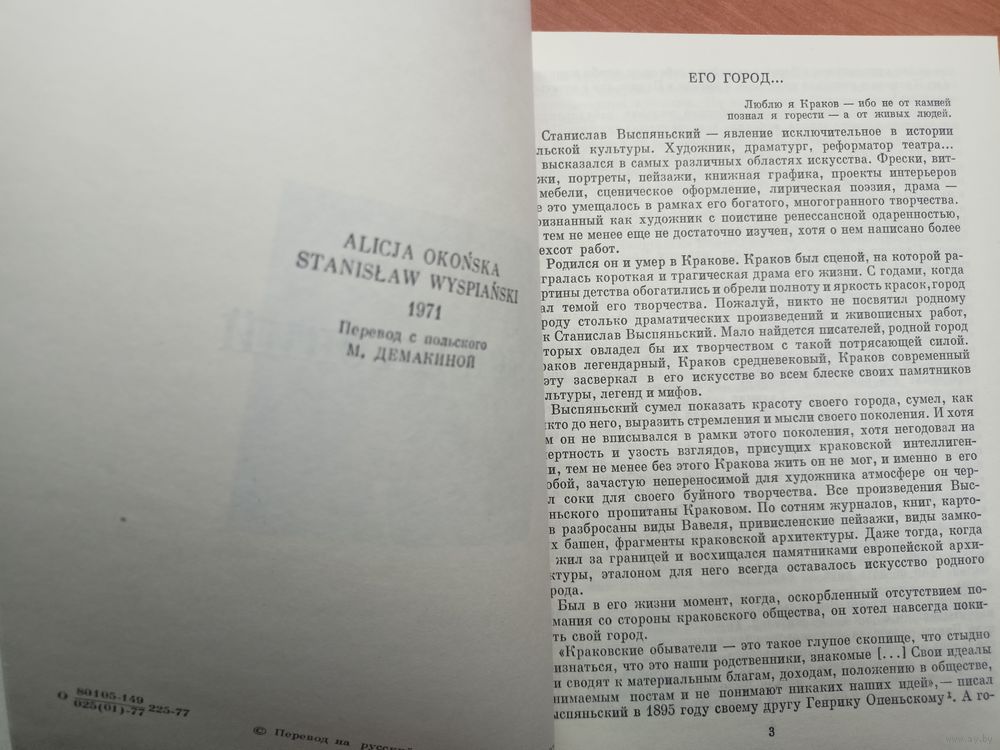 ALICJA OKOŃSKA
STANISŁAW WYSPIAŃSKI
1971
Перевод с польского
М. ДЕМАКИНОЙ
О 80105-149
025(01)-77 225-77
© Перевод на русский
ЕГО ГОРОД...
Люблю я Краков — ибо не от камней
познал я горести — а от живых людей.
Станислав Выспяньский — явление исключительное в истории
льской культуры. Художник, драматург, реформатор театра...
высказался в самых различных областях искусства. Фрески, вит-
жи, портреты, пейзажи, книжная графика, проекты интерьеров
мебели, сценическое оформление, лирическая поэзия, драма —
е это умещалось в рамках его богатого, многогранного творчества.
ризнанный как художник с поистине ренессансной одаренностью,
тем не менее еще не достаточно изучен, хотя о нем написано более
ехсот работ.
Родился он и умер в Кракове. Краков был сценой, на которой ра-
гралась короткая и трагическая драма его жизни. С годами, когда
ртины детства обогатились и обрели полноту и яркость красок, город
ал темой его творчества. Пожалуй, никто не посвятил родному
роду столько драматических произведений и живописных работ,
к Станислав Выспяньский. Мало найдется писателей, родной город
торых овладел бы их творчеством с такой потрясающей силой.
раков легендарный, Краков средневековый, Краков современный
эту засверкал в его искусстве во всем блеске своих памятников
льтуры, легенд и мифов.
Выспяньский сумел показать красоту своего города, сумел, как
кто до него, выразить стремления и мысли своего поколения. И хотя
м он не вписывался в рамки этого поколения, хотя негодовал на
ертность и узость взглядов, присущих краковской интеллиген-
и, тем не менее без этого Кракова жить он не мог, и именно в его
обой, зачастую непереносимой для художника атмосфере он чер-
л соки для своего буйного творчества. Все произведения Выс-
ньского пропитаны Краковом. По сотням журналов, книг, карто-
в разбросаны виды Вавеля, привисленские пейзажи, виды замко-
х башен, фрагменты краковской архитектуры. Даже тогда, когда
жил за границей и восхищался памятниками европейской архи-
ктуры, эталоном для него всегда оставалось искусство родного
рода.
Был в его жизни момент, когда, оскорбленный отсутствием по-
мания со стороны краковского общества, он хотел навсегда поки-
ть свой город.
«Краковские обыватели — это такое глупое скопище, что стыдно
изнаться, что это наши родственники, знакомые [...] Свои идеалы
и сводят к материальным благам, доходам, положению в обществе,
нимаемым постам и не понимают никаких наших идей»,— писал
ыспяньский в 1895 году своему другу Генрику Опеньскому¹. А го-
3
www.av.by